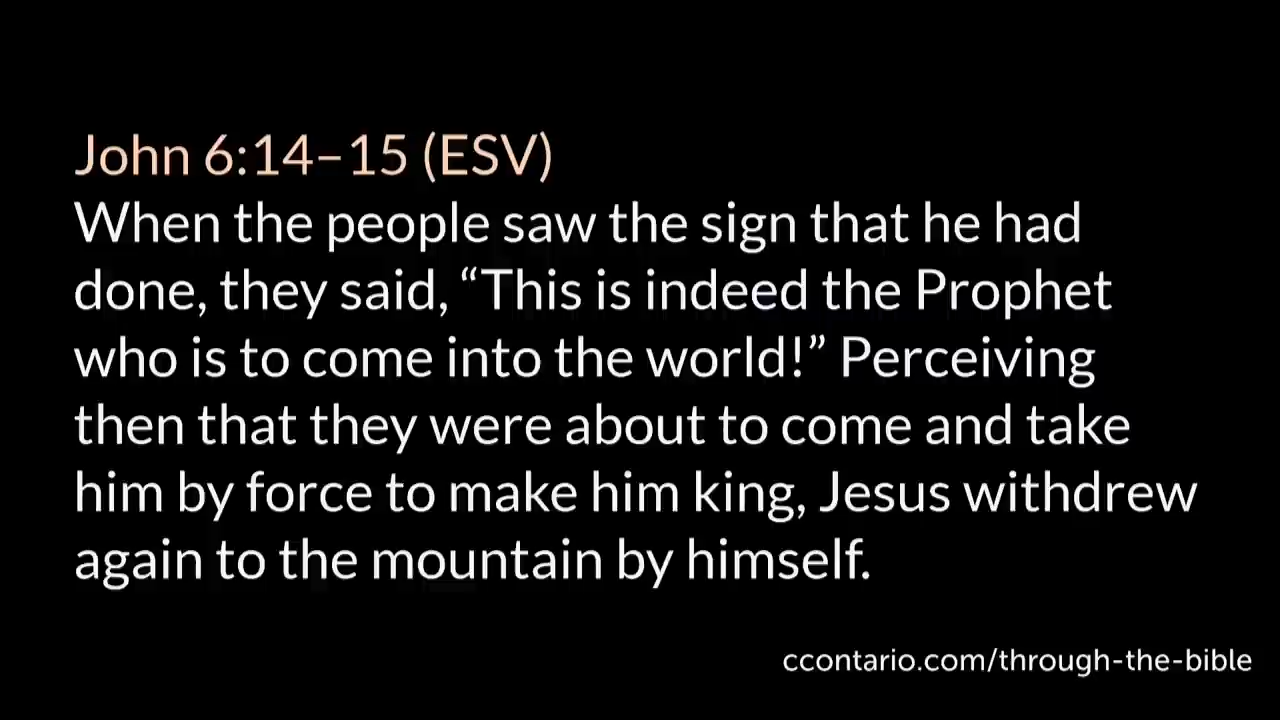 John 6:14–15 (ESV)
When the people saw the sign that he had
done, they said, “This is indeed the Prophet
who is to come into the world!” Perceiving
then that they were about to come and take
him by force to make him king, Jesus withdrew
again to the mountain by himself.
ccontario.com/through-the-bible